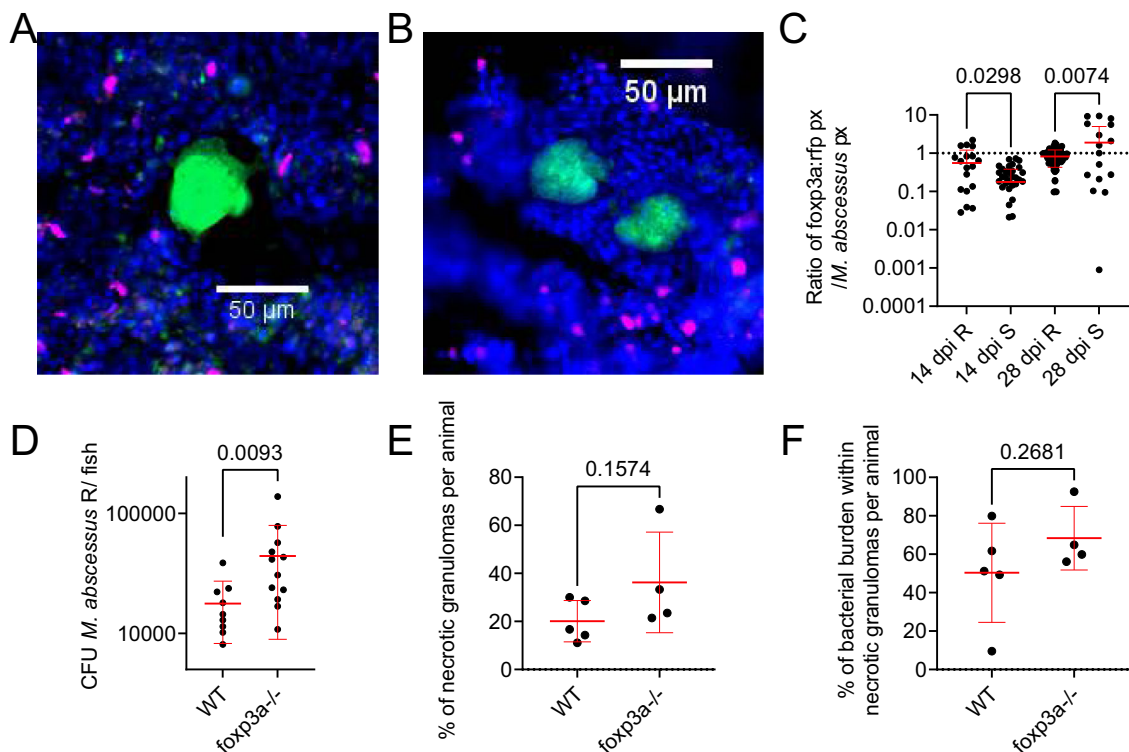 A
50 µm
B
50 µm
C
Ratio of foxp3a:rfp px
/M. abscessus px
0.0298
0.0074
10
1
0.1
0.01
0.001
0.0001
14 dpi R
14 dpi S
28 dpi R
28 dpi S
D
CFU M. abscessus R/ fish
0.0093
100000
10000
WT
foxp3a-/-
E
% of necrotic granulomas per animal
0.1574
80
60
40
20
0
WT
foxp3a-/-
F
% of bacterial burden within
necrotic granulomas per animal
0.2681
100
80
60
40
20
0
WT
foxp3a-/-